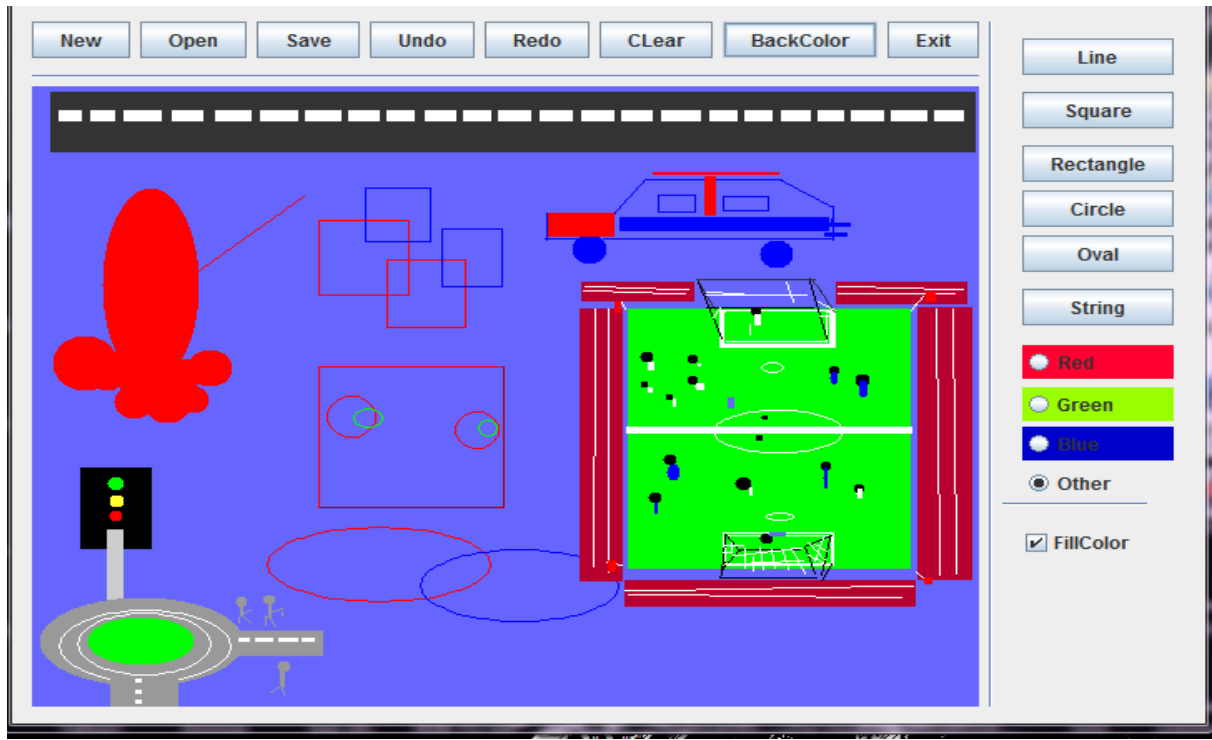 New Open Save Undo Redo CLear BackColor Exit
Line
Square
Rectangle
Circle
Oval
String
Red
Green
Blue
Other
FillColor